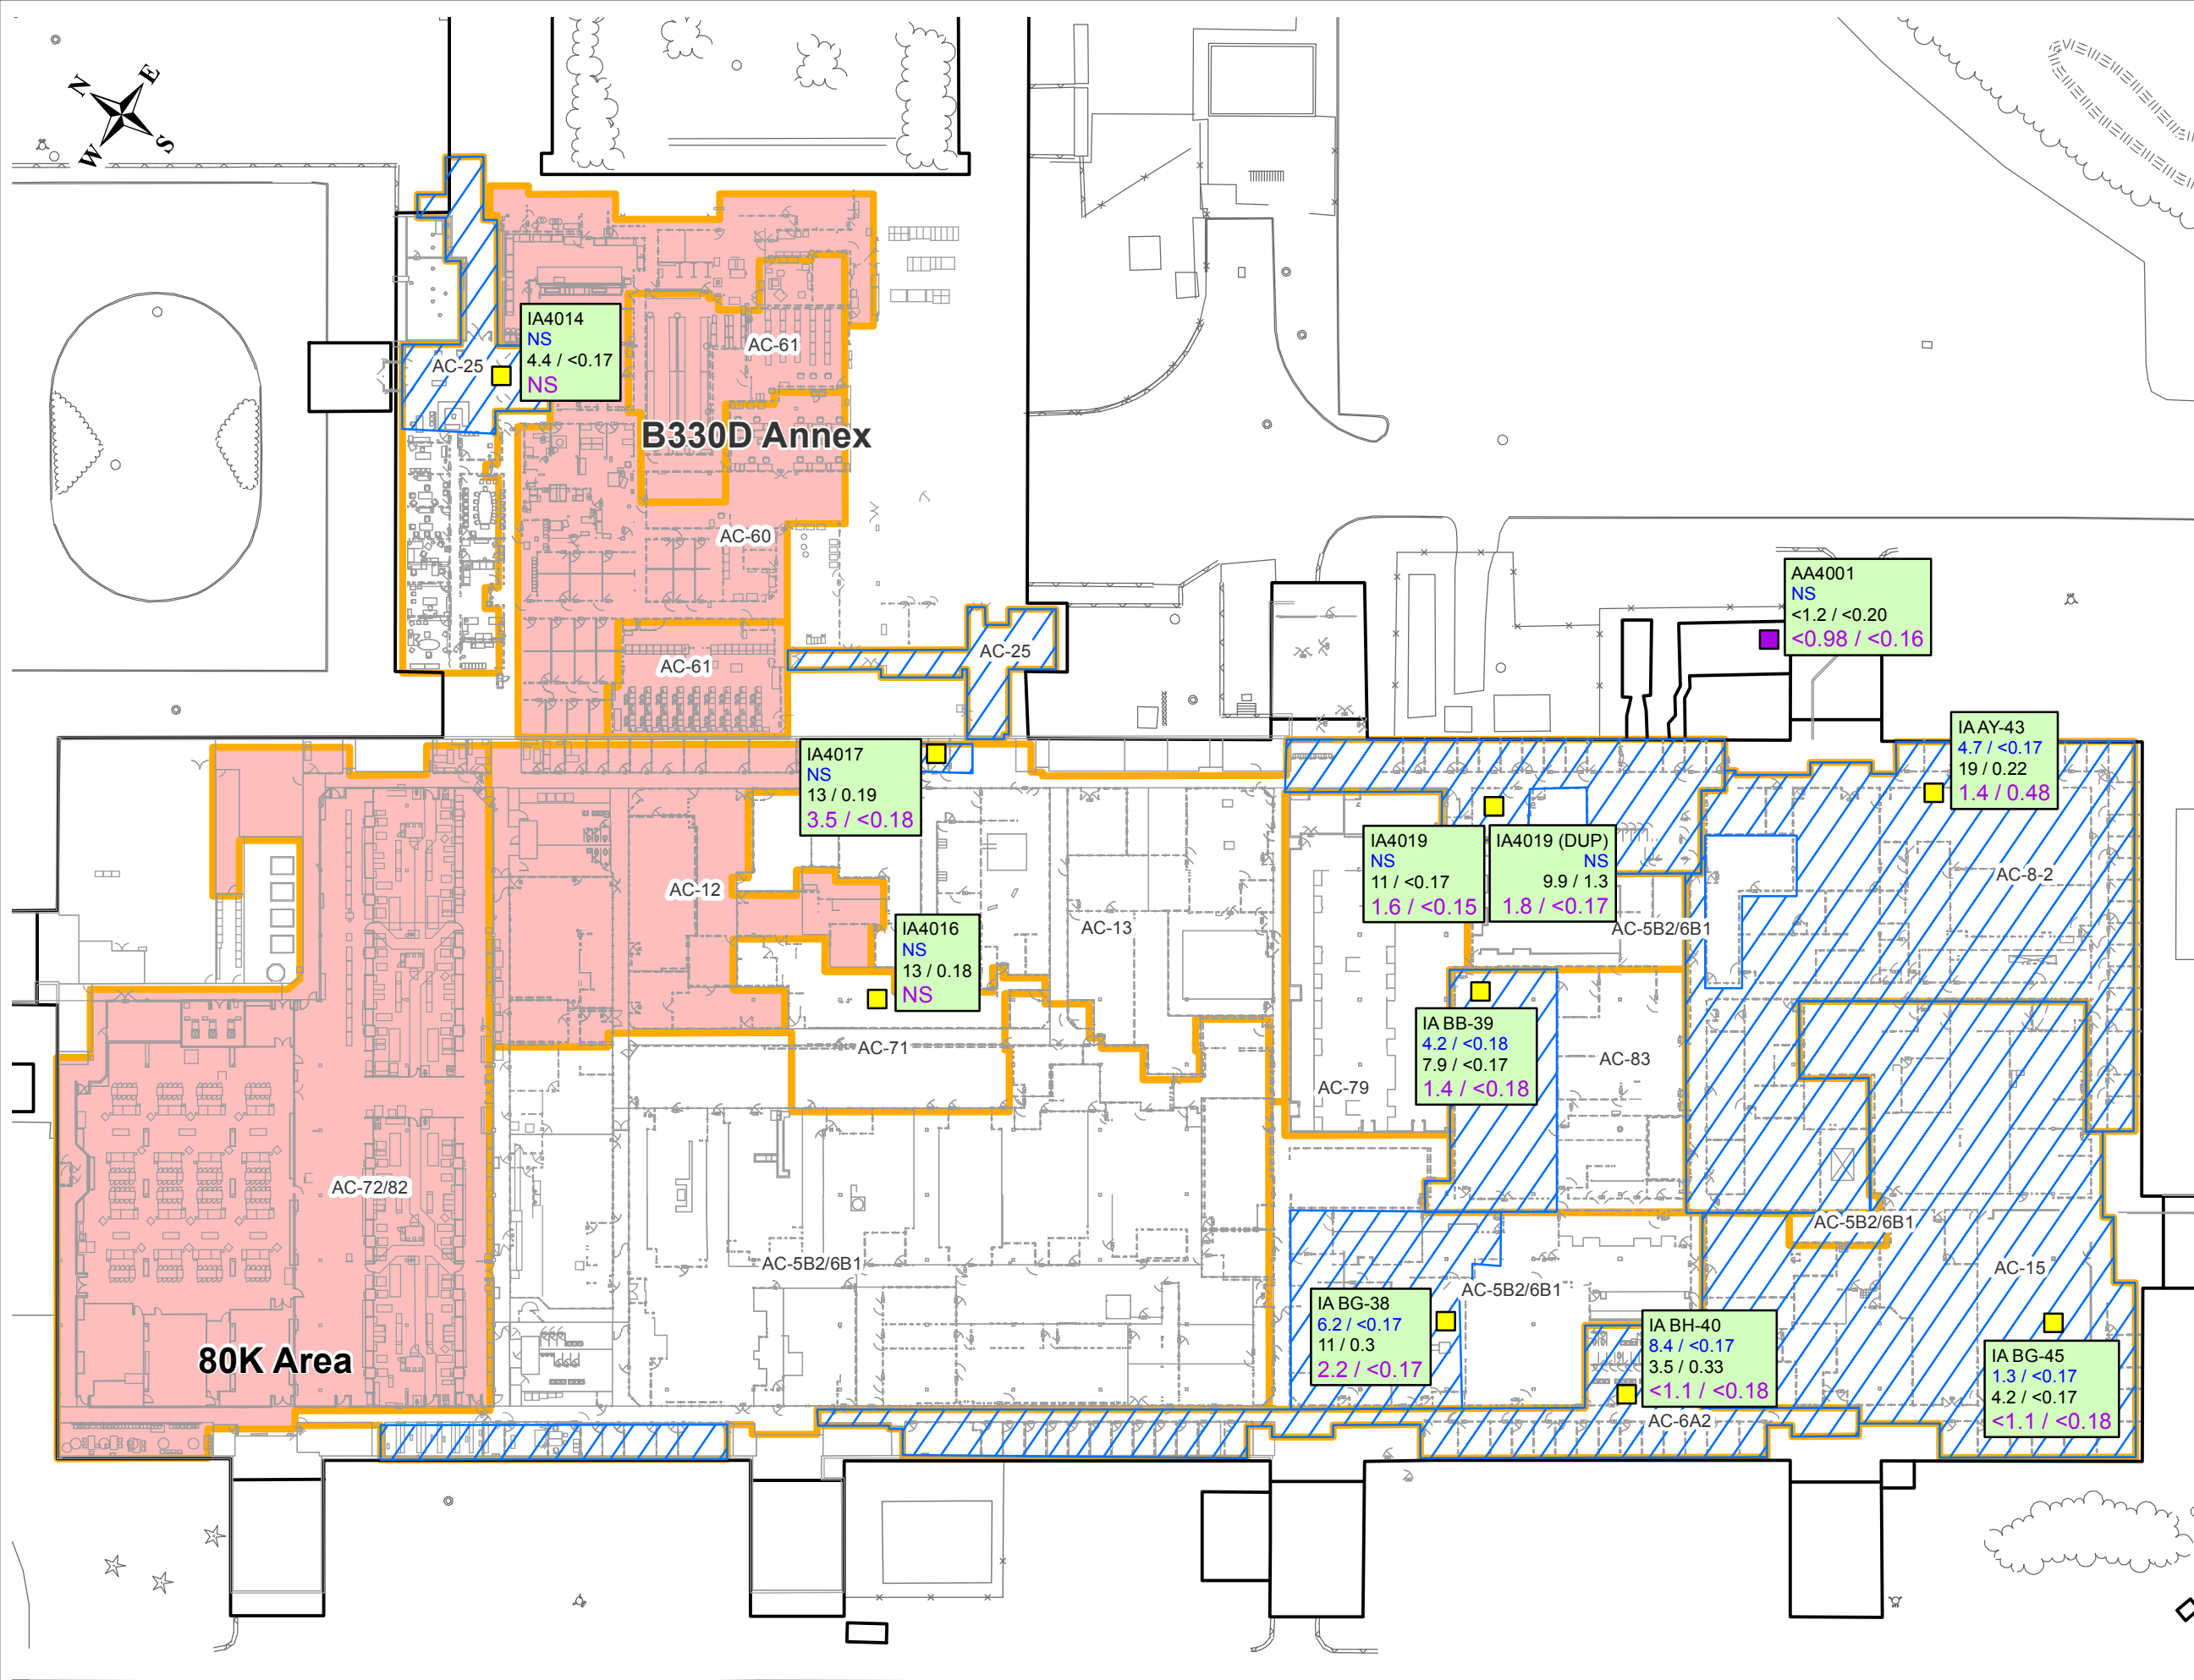 N
E
W
S
IA4014
NS
4.4 / <0.17
NS
AC-25
AC-61
B330D Annex
AC-60
AC-61
AC-25
AA4001
NS
<1.2 / <0.20
<0.98 / <0.16
IA AY-43
4.7 / <0.17
19 / 0.22
1.4 / 0.48
IA4017
NS
13 / 0.19
3.5 / <0.18
IA4019
NS
11 / <0.17
1.6 / <0.15
IA4019 (DUP)
NS
9.9 / 1.3
1.8 / <0.17
AC-8-2
AC-12
AC-13
AC-5B2/6B1
IA4016
NS
13 / 0.18
NS
IA BB-39
4.2 / <0.18
7.9 / <0.17
1.4 / <0.18
AC-71
AC-83
AC-79
AC-72/82
AC-5B2/6B1
AC-5B2/6B1
AC-5B2/6B1
AC-15
IA BG-38
6.2 / <0.17
11 / 0.3
2.2 / <0.17
IA BH-40
8.4 / <0.17
3.5 / 0.33
<1.1 / <0.18
80K Area
IA BG-45
1.3 / <0.17
4.2 / <0.17
<1.1 / <0.18
AC-6A2